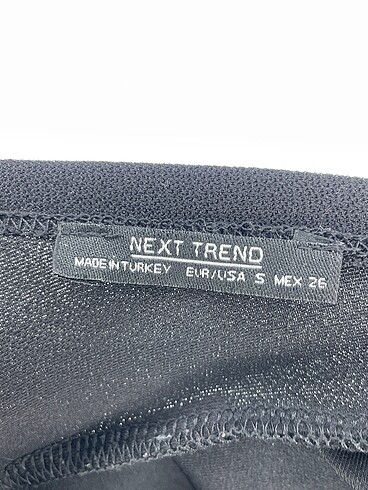 NEXT TREND
MADE IN TURKEY EUR/USA S MEX 26